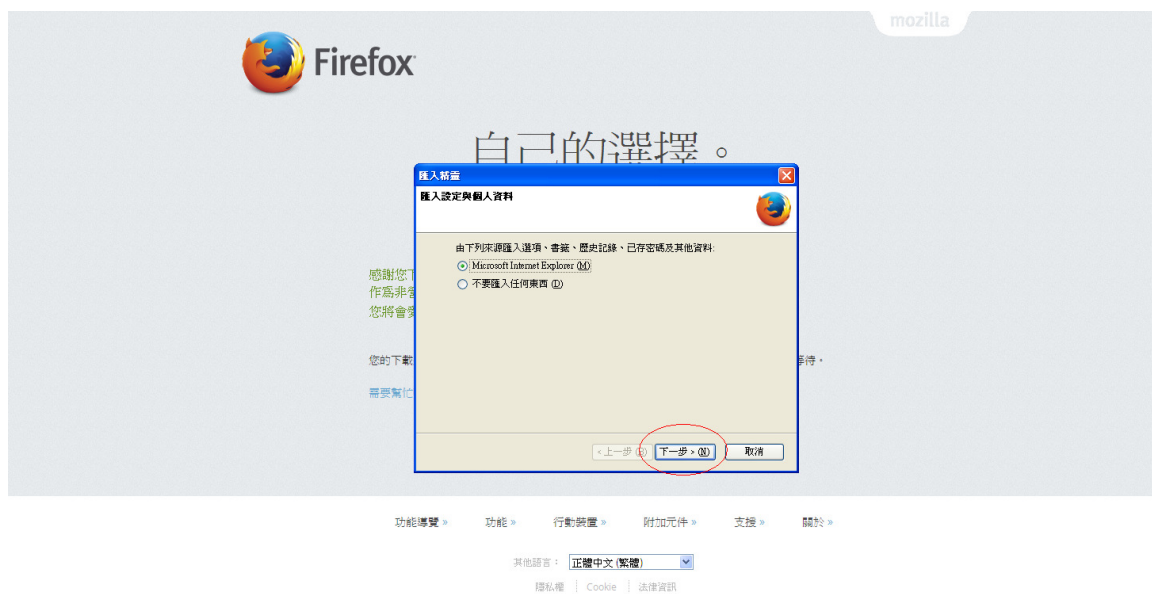 mozilla
Firefox
自己的選擇。
匯入精靈
匯入設定與個人資料
由下列來源匯入選項、書籤、歷史記錄、已存密碼及其他資料:
Microsoft Internet Explorer (M)
不要匯入任何東西 (D)
感謝您
作為非營
您將會愛
您的下載
等待。
需要幫忙
<上一步 (B)
下一步 > (N)
取消
功能導覽 »
功能 »
行動裝置 »
附加元件 »
支援 »
關於 »
其他語言：
正體中文 (繁體)
隱私權
Cookie
法律資訊